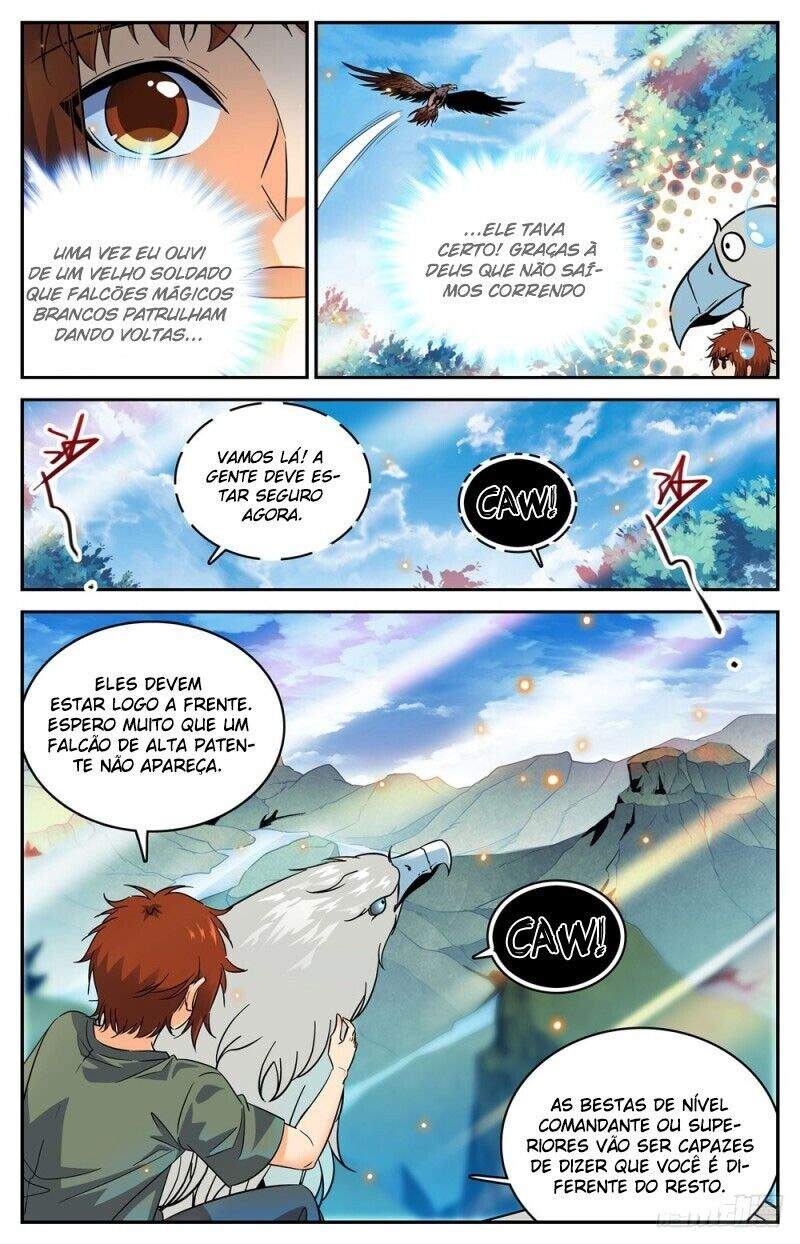 UMA VEZ EU OUVI
DE UM VELHO SOLDADO
QUE FALCÕES MÁGICOS
BRANCOS PATRULHAM
DANDO VOLTAS...
...ELE TAVA
CERTO! GRAÇAS À
DEUS QUE NÃO SAÍ-
MOS CORRENDO
VAMOS LÁ! A
GENTE DEVE ES-
TAR SEGURO
AGORA.
CAW!
ELES DEVEM
ESTAR LOGO A FRENTE.
ESPERO MUITO QUE UM
FALCÃO DE ALTA PATEN-
TE NÃO APAREÇA.
CAW!
AS BESTAS DE NÍVEL
COMANDANTE OU SUPE-
RIORES VÃO SER CAPAZES
DE DIZER QUE VOCÊ É DI-
FERENTE DO RESTO.